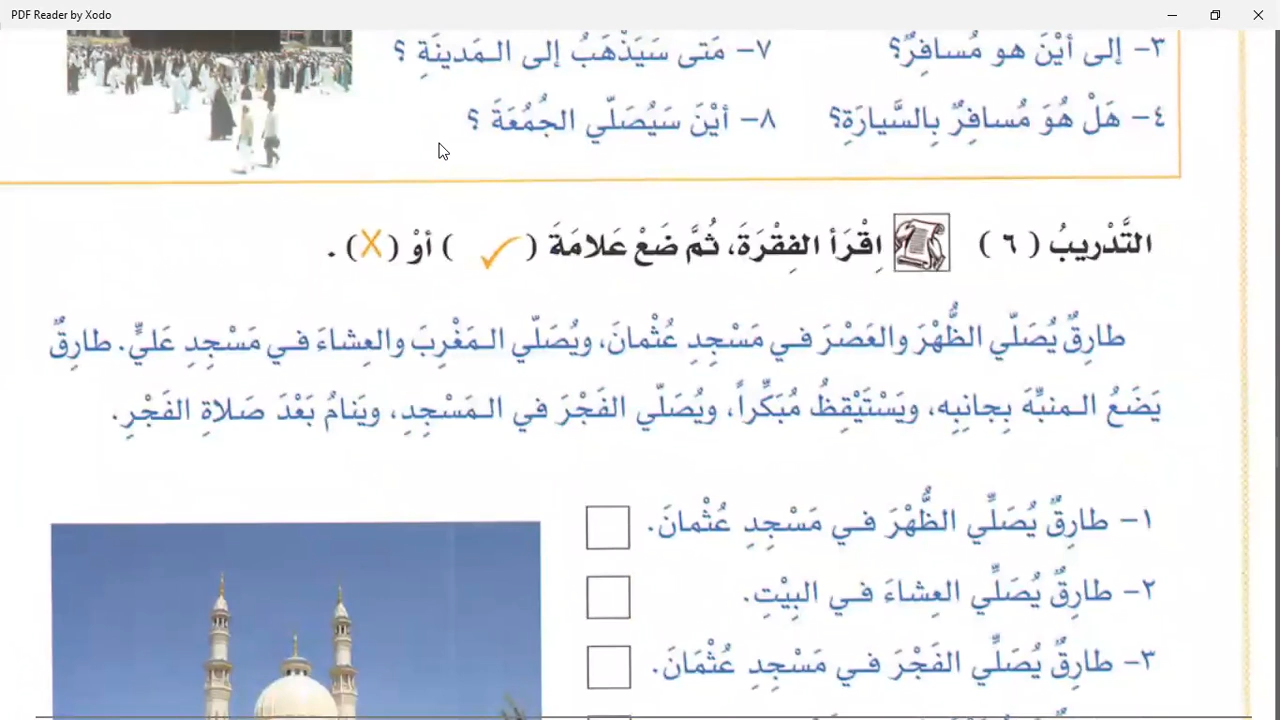 PDF Reader by Xodo
٣- إلى أيْنَ هو مُسافِرٌ؟
٤- هَلْ هُوَ مُسافِرٌ بِالسَّيارَةِ؟
٧- مَتى سَيَذْهَبُ إلى المَدينَةِ ؟
٨- أيْنَ سَيُصَلّي الجُمُعَةَ ؟
التَّدْرِيبُ ( ٦ ) اِقْرَأ الفِقْرَةَ، ثُمَّ ضَعْ عَلامَةَ ( ✓ ) أوْ (X) .
طارِقٌ يُصَلّي الظُّهْرَ والعَصْرَ في مَسْجِدِ عُثْمانَ، ويُصَلّي المَغْرِبَ والعِشاءَ في مَسْجِدِ عَليٍّ. طارِقٌ
يَضَعُ المنبِّهَ بِجانِبِه، ويَسْتَيْقِظُ مُبَكِّراً، ويُصَلّي الفَجْرَ في المَسْجِدِ، ويَنامُ بَعْدَ صَلاةِ الفَجْرِ.
١- طارِقٌ يُصَلِّي الظُّهْرَ في مَسْجِدِ عُثْمانَ.
٢- طارِقٌ يُصَلِّي العِشاءَ في البِيْتِ.
٣- طارِقٌ يُصَلِّي الفَجْرَ في مَسْجِدِ عُثْمَانَ.